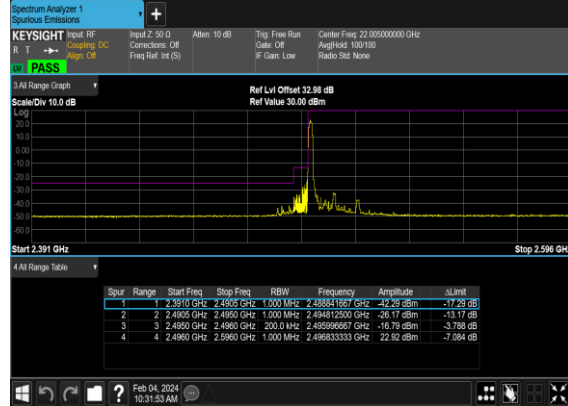 Spectrum Analyzer 1
Spurious Emissions
+
KEYSIGHT Input: RF Input Z: 50 Ω Atten: 10 dB Trig: Free Run Center Freq: 22.005000000 GHz
R T Coupling: DC Corrections: Off Gate: Off Avg|Hold: 100/100
Align: Off Freq Ref: Int (S) IF Gain: Low Radio Std: None
PASS
3 All Range Graph
Ref Lvl Offset 32.98 dB
Scale/Div 10.0 dB Ref Value 30.00 dBm
Log
20.0
10.0
0.00
-10.0
-20.0
-30.0
-40.0
-50.0
-60.0
Start 2.391 GHz Stop 2.596 GHz
4 All Range Table
Spur Range Start Freq Stop Freq RBW Frequency Amplitude ΔLimit
1 1 2.3910 GHz 2.4905 GHz 1.000 MHz 2.488841667 GHz -42.29 dBm -17.29 dB
2 2 2.4905 GHz 2.4950 GHz 1.000 MHz 2.494812500 GHz -26.17 dBm -13.17 dB
3 3 2.4950 GHz 2.4960 GHz 200.0 kHz 2.495996667 GHz -16.79 dBm -3.788 dB
4 4 2.4960 GHz 2.5960 GHz 1.000 MHz 2.496833333 GHz 22.92 dBm -7.084 dB
? Feb 04, 2024
10:31:53 AM